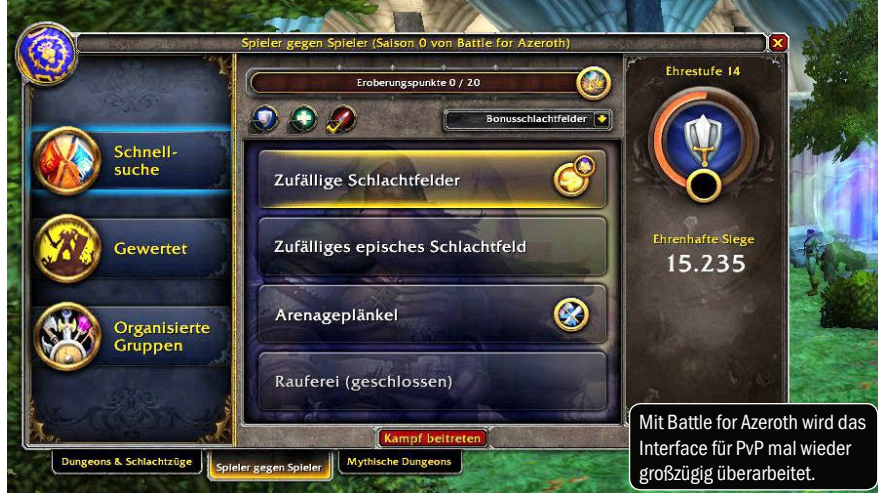 Spieler gegen Spieler (Saison 0 von Battle for Azeroth)
Eroberungspunkte 0 / 20
Bonusschlachtfelder
Schnell-
suche
Gewertet
Organisierte
Gruppen
Zufällige Schlachtfelder
Zufälliges episches Schlachtfeld
Arenageplänkel
Rauferei (geschlossen)
Kampf beitreten
Ehrestufe 14
Ehrenhafte Siege
15.235
Dungeons & Schlachtzüge
Spieler gegen Spieler
Mythische Dungeons
Mit Battle for Azeroth wird das
Interface für PvP mal wieder
großzügig überarbeitet.